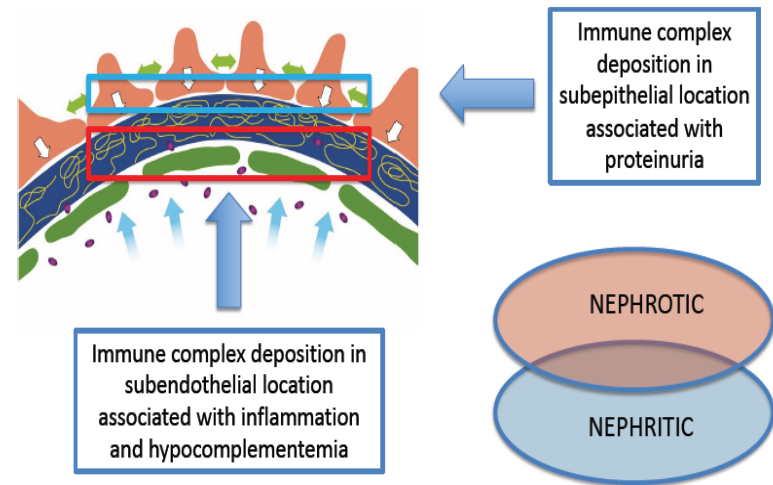 Immune complex
deposition in
subepithelial location
associated with
proteinuria
Immune complex deposition in
subendothelial location
associated with inflammation
and hypocomplementemia
NEPHROTIC
NEPHRITIC